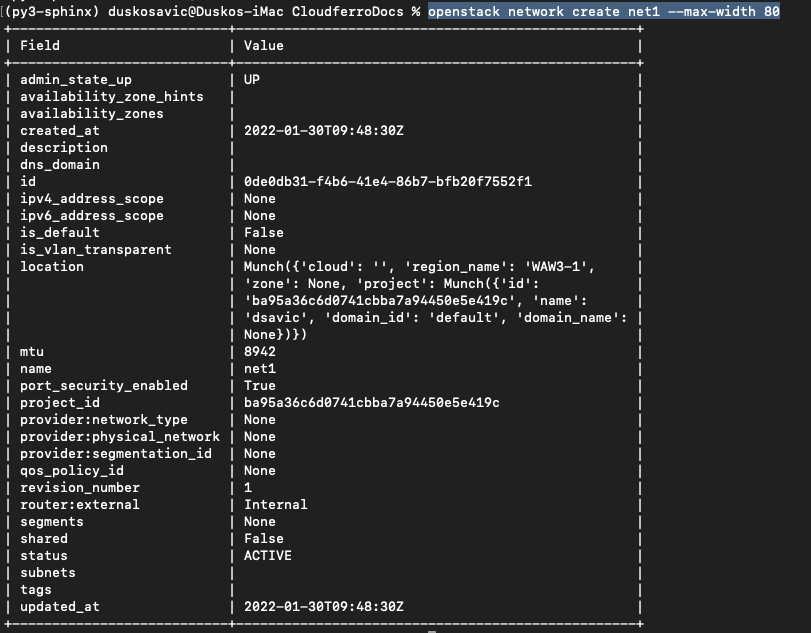 [(py3-sphinx) duskosavic@Duskos-iMac CloudferroDocs % openstack network create net1 --max-width 80
+---------------------------+--------------------------------------------------+
| Field                     | Value                                            |
+---------------------------+--------------------------------------------------+
| admin_state_up            | UP                                               |
| availability_zone_hints   |                                                  |
| availability_zones        |                                                  |
| created_at                | 2022-01-30T09:48:30Z                             |
| description               |                                                  |
| dns_domain                |                                                  |
| id                        | 0de0db31-f4b6-41e4-86b7-bfb20f7552f1             |
| ipv4_address_scope        | None                                             |
| ipv6_address_scope        | None                                             |
| is_default                | False                                            |
| is_vlan_transparent       | None                                             |
| location                  | Munch({'cloud': '', 'region_name': 'WAW3-1',     |
|                           | 'zone': None, 'project': Munch({'id':            |
|                           | 'ba95a36c6d0741cbba7a94450e5e419c', 'name':      |
|                           | 'dsavic', 'domain_id': 'default', 'domain_name': |
|                           | None})})                                         |
| mtu                       | 8942                                             |
| name                      | net1                                             |
| port_security_enabled     | True                                             |
| project_id                | ba95a36c6d0741cbba7a94450e5e419c                 |
| provider:network_type     | None                                             |
| provider:physical_network | None                                             |
| provider:segmentation_id  | None                                             |
| qos_policy_id             | None                                             |
| revision_number           | 1                                                |
| router:external           | Internal                                         |
| segments                  | None                                             |
| shared                    | False                                            |
| status                    | ACTIVE                                           |
| subnets                   |                                                  |
| tags                      |                                                  |
| updated_at                | 2022-01-30T09:48:30Z                             |
+---------------------------+--------------------------------------------------+